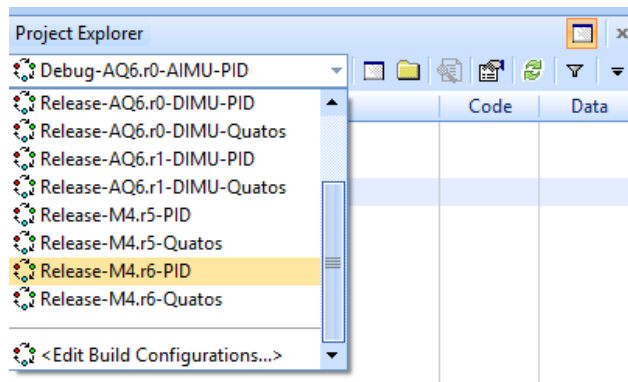 Project Explorer
Debug-AQ6.r0-AIMU-PID
Release-AQ6.r0-DIMU-PID
Code Data
Release-AQ6.r0-DIMU-Quatos
Release-AQ6.r1-DIMU-PID
Release-AQ6.r1-DIMU-Quatos
Release-M4.r5-PID
Release-M4.r5-Quatos
Release-M4.r6-PID
Release-M4.r6-Quatos
<Edit Build Configurations...>